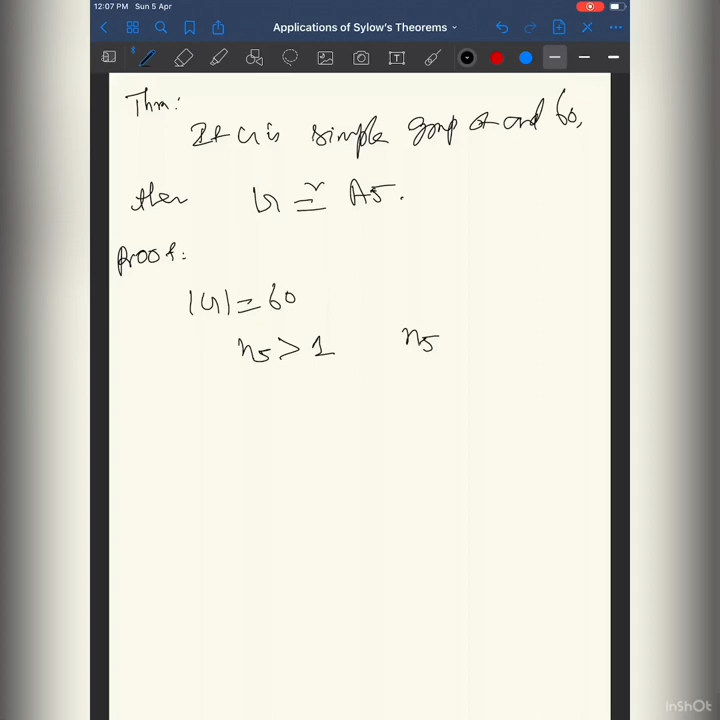 12:07 PM Sun 5 Apr
Applications of Sylow's Theorems
Thm:
If G is simple group of ord 60,
then G ≅ A5.
Proof:
|G| = 60
n5 > 1 n5
InShOt